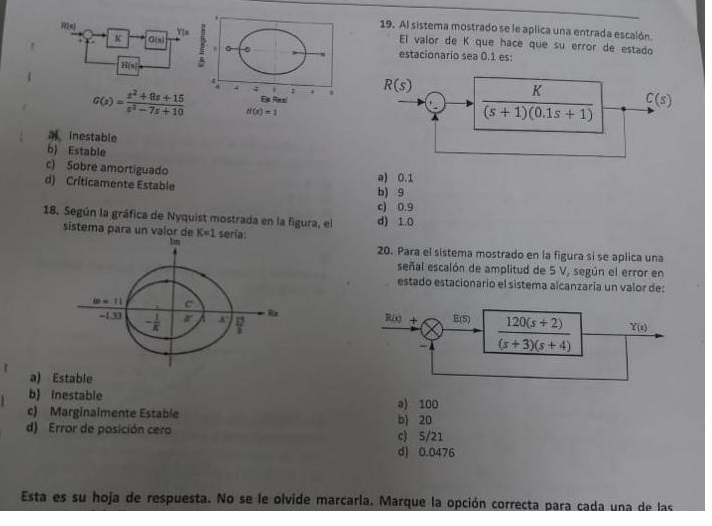 R(s)
K
G(s)
Y(s
H(s)
Eje Imaginario
Eje Real
G(s) = s² + 8s + 15 / s² − 7s + 10
H(s) = 1
a) Inestable
b) Estable
c) Sobre amortiguado
d) Críticamente Estable
18. Según la gráfica de Nyquist mostrada en la figura, el
sistema para un valor de K=1 sería:
Im
m = 11
C'
Re
−1.33
−1/K
B'
A'
15/8
a) Estable
b) Inestable
c) Marginalmente Estable
d) Error de posición cero
19. Al sistema mostrado se le aplica una entrada escalón.
El valor de K que hace que su error de estado
estacionario sea 0.1 es:
R(s)
K / (s + 1)(0.1s + 1)
C(s)
a) 0.1
b) 9
c) 0.9
d) 1.0
20. Para el sistema mostrado en la figura si se aplica una
señal escalón de amplitud de 5 V, según el error en
estado estacionario el sistema alcanzaría un valor de:
R(s) +
E(S)
120(s + 2) / (s + 3)(s + 4)
Y(s)
−
a) 100
b) 20
c) 5/21
d) 0.0476
Esta es su hoja de respuesta. No se le olvide marcarla. Marque la opción correcta para cada una de las